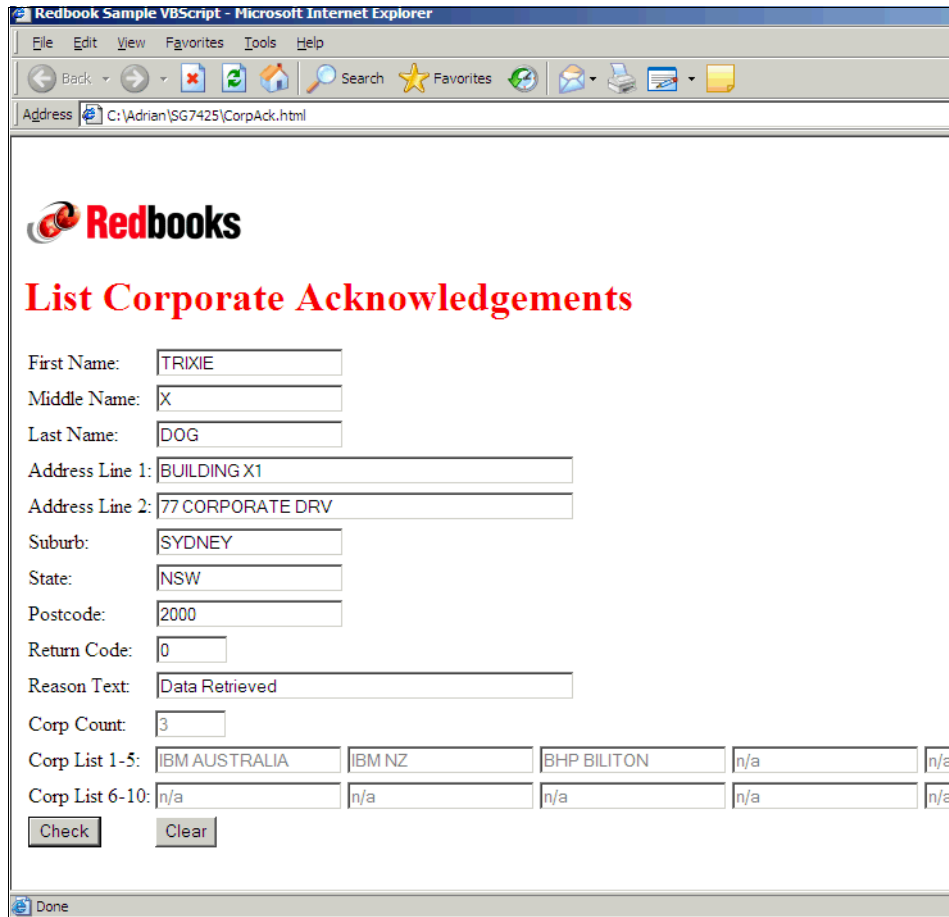 Redbook Sample VBScript - Microsoft Internet Explorer
File Edit View Favorites Tools Help
Back Search Favorites
Address C:\Adrian\SG7425\CorpAck.html
Redbooks
List Corporate Acknowledgements
First Name: TRIXIE
Middle Name: X
Last Name: DOG
Address Line 1: BUILDING X1
Address Line 2: 77 CORPORATE DRV
Suburb: SYDNEY
State: NSW
Postcode: 2000
Return Code: 0
Reason Text: Data Retrieved
Corp Count: 3
Corp List 1-5: IBM AUSTRALIA IBM NZ BHP BILITON n/a n/a
Corp List 6-10: n/a n/a n/a n/a n/a
Check Clear
Done